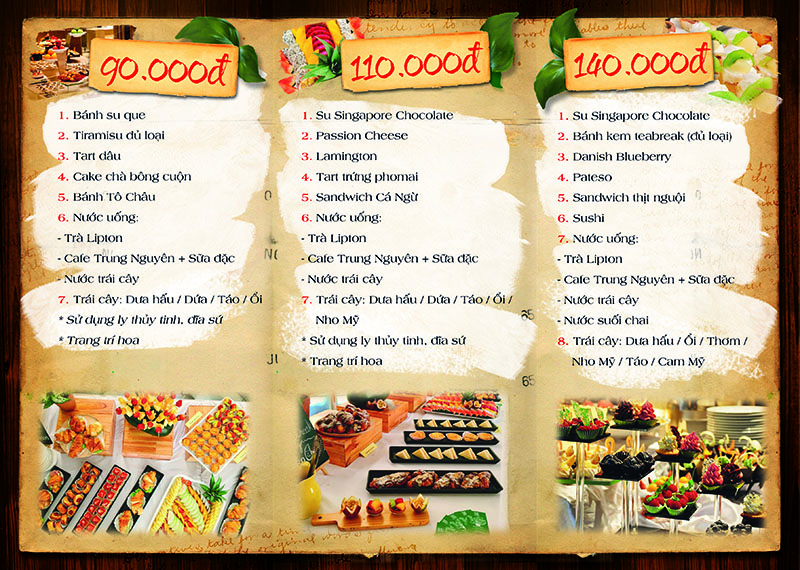 90.000đ
1. Bánh su que
2. Tiramisu đủ loại
3. Tart dâu
4. Cake chà bông cuộn
5. Bánh Tô Châu
6. Nước uống:
- Trà Lipton
- Cafe Trung Nguyên + Sữa đặc
- Nước trái cây
7. Trái cây: Dưa hấu / Dứa / Táo / Ổi
* Sử dụng ly thủy tinh, đĩa sứ
* Trang trí hoa
110.000đ
1. Su Singapore Chocolate
2. Passion Cheese
3. Lamington
4. Tart trứng phomai
5. Sandwich Cá Ngừ
6. Nước uống:
- Trà Lipton
- Cafe Trung Nguyên + Sữa đặc
- Nước trái cây
7. Trái cây: Dưa hấu / Dứa / Táo / Ổi /
Nho Mỹ
* Sử dụng ly thủy tinh, đĩa sứ
* Trang trí hoa
140.000đ
1. Su Singapore Chocolate
2. Bánh kem teabreak (đủ loại)
3. Danish Blueberry
4. Pateso
5. Sandwich thịt nguội
6. Sushi
7. Nước uống:
- Trà Lipton
- Cafe Trung Nguyên + Sữa đặc
- Nước trái cây
- Nước suối chai
8. Trái cây: Dưa hấu / Ổi / Thơm /
Nho Mỹ / Táo / Cam Mỹ